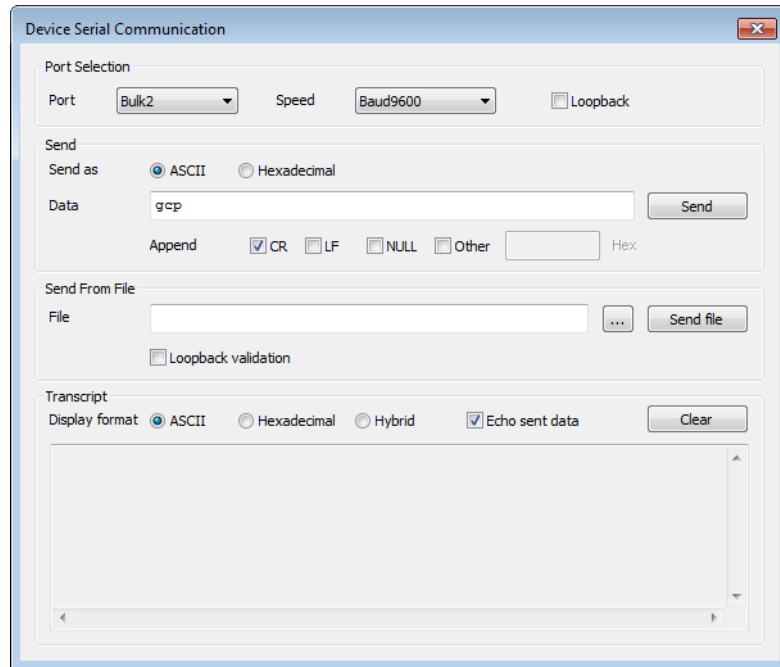 Device Serial Communication
Port Selection
Port Bulk2 Speed Baud9600 Loopback
Send
Send as ASCII Hexadecimal
Data gcp Send
Append CR LF NULL Other Hex
Send From File
File ... Send file
Loopback validation
Transcript
Display format ASCII Hexadecimal Hybrid Echo sent data Clear